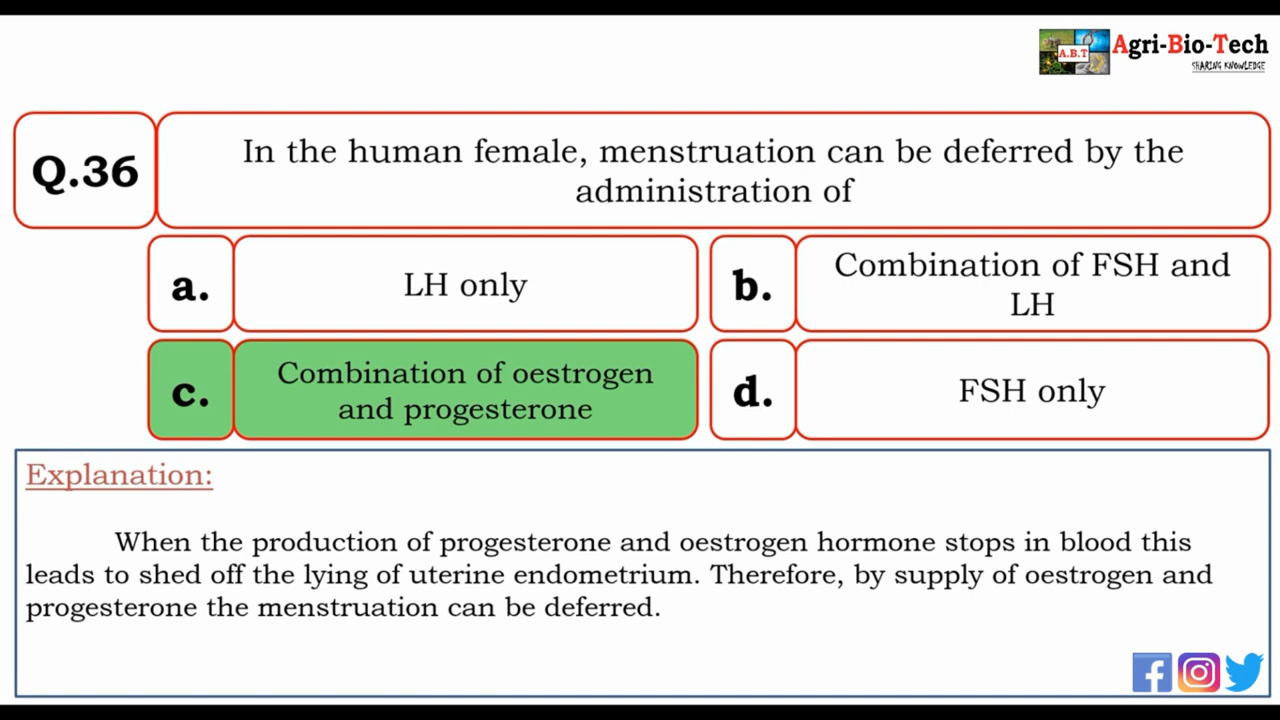 A.B.T
Agri-Bio-Tech
SHARING KNOWLEDGE
Q.36
In the human female, menstruation can be deferred by the
administration of
a.
LH only
b.
Combination of FSH and
LH
c.
Combination of oestrogen
and progesterone
d.
FSH only
Explanation:
When the production of progesterone and oestrogen hormone stops in blood this
leads to shed off the lying of uterine endometrium. Therefore, by supply of oestrogen and
progesterone the menstruation can be deferred.